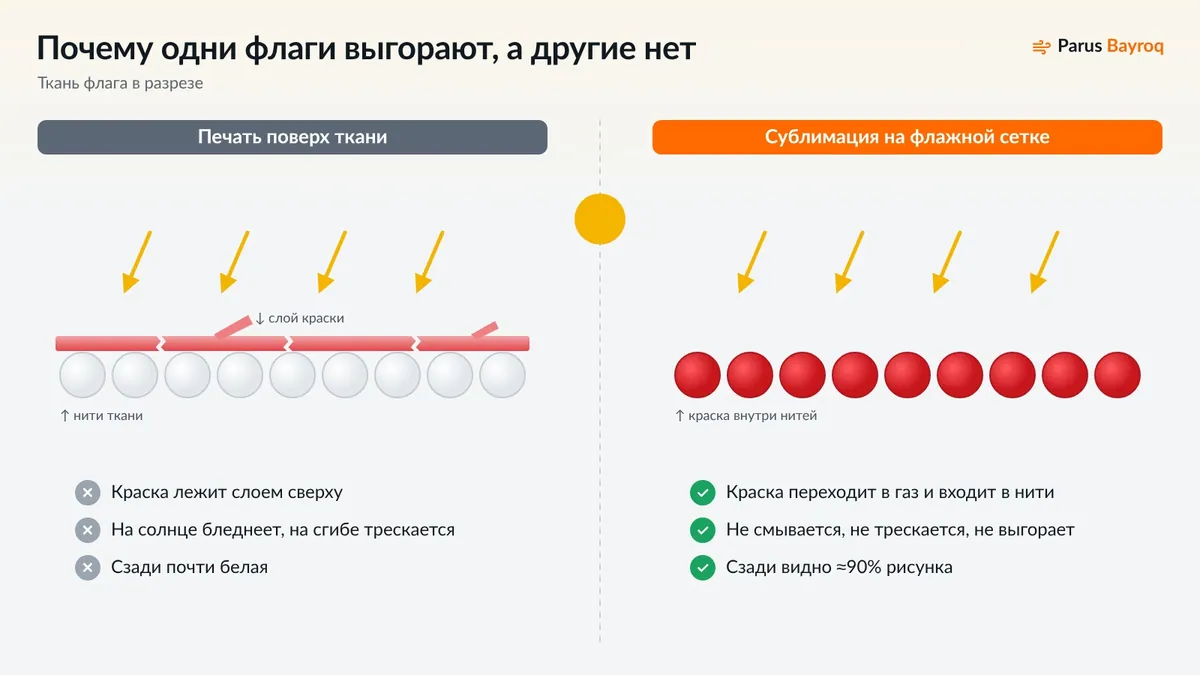 Почему одни флаги выгорают, а другие нет
Parus Bayroq
Ткань флага в разрезе
Печать поверх ткани
↓ слой краски
↑ нити ткани
Краска лежит слоем сверху
На солнце бледнеет, на сгибе трескается
Сзади почти белая
Сублимация на флажной сетке
↑ краска внутри нитей
Краска переходит в газ и входит в нити
Не смывается, не трескается, не выгорает
Сзади видно ≈90% рисунка